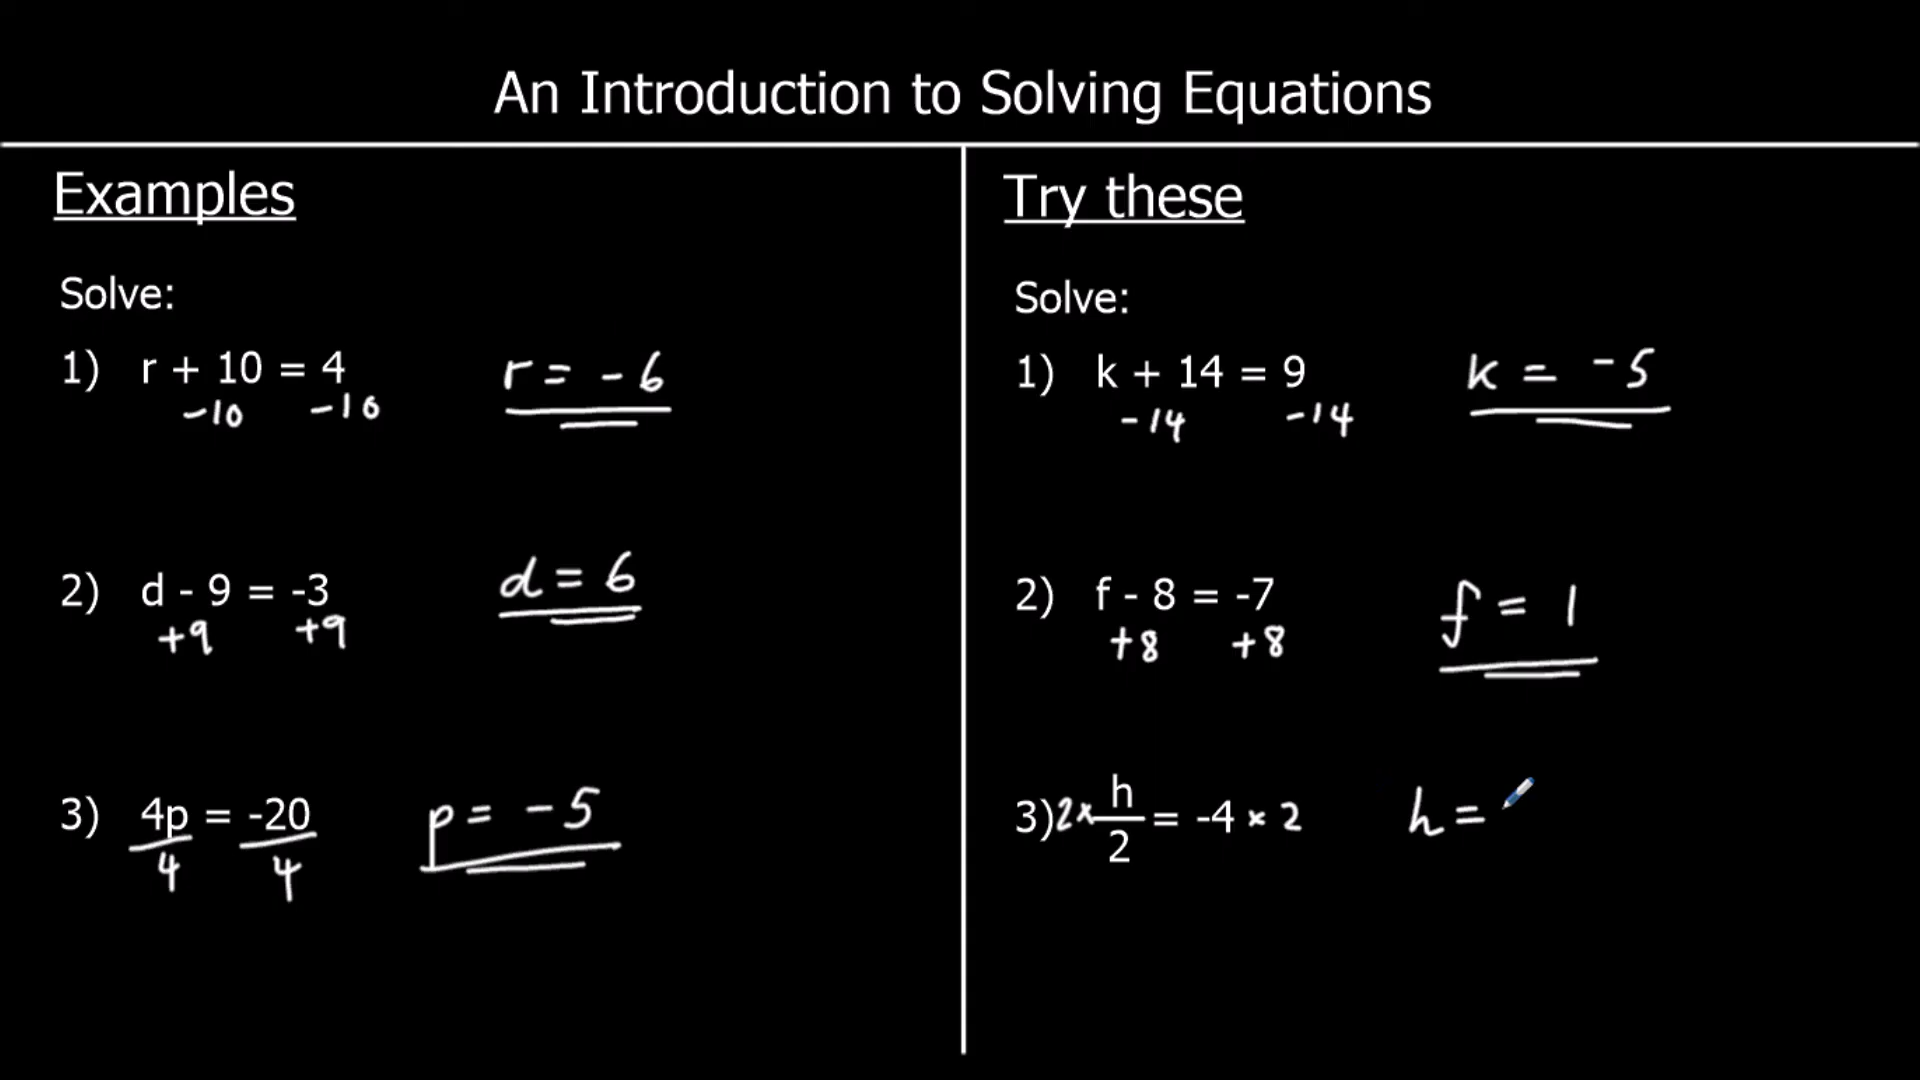 An Introduction to Solving Equations
Examples
Solve:
1) r + 10 = 4 r = -6
-10 -10
2) d - 9 = -3 d = 6
+9 +9
3) 4p = -20 p = -5
4 4
Try these
Solve:
1) k + 14 = 9 k = -5
-14 -14
2) f - 8 = -7 f = 1
+8 +8
3) 2× h/2 = -4 × 2 h =